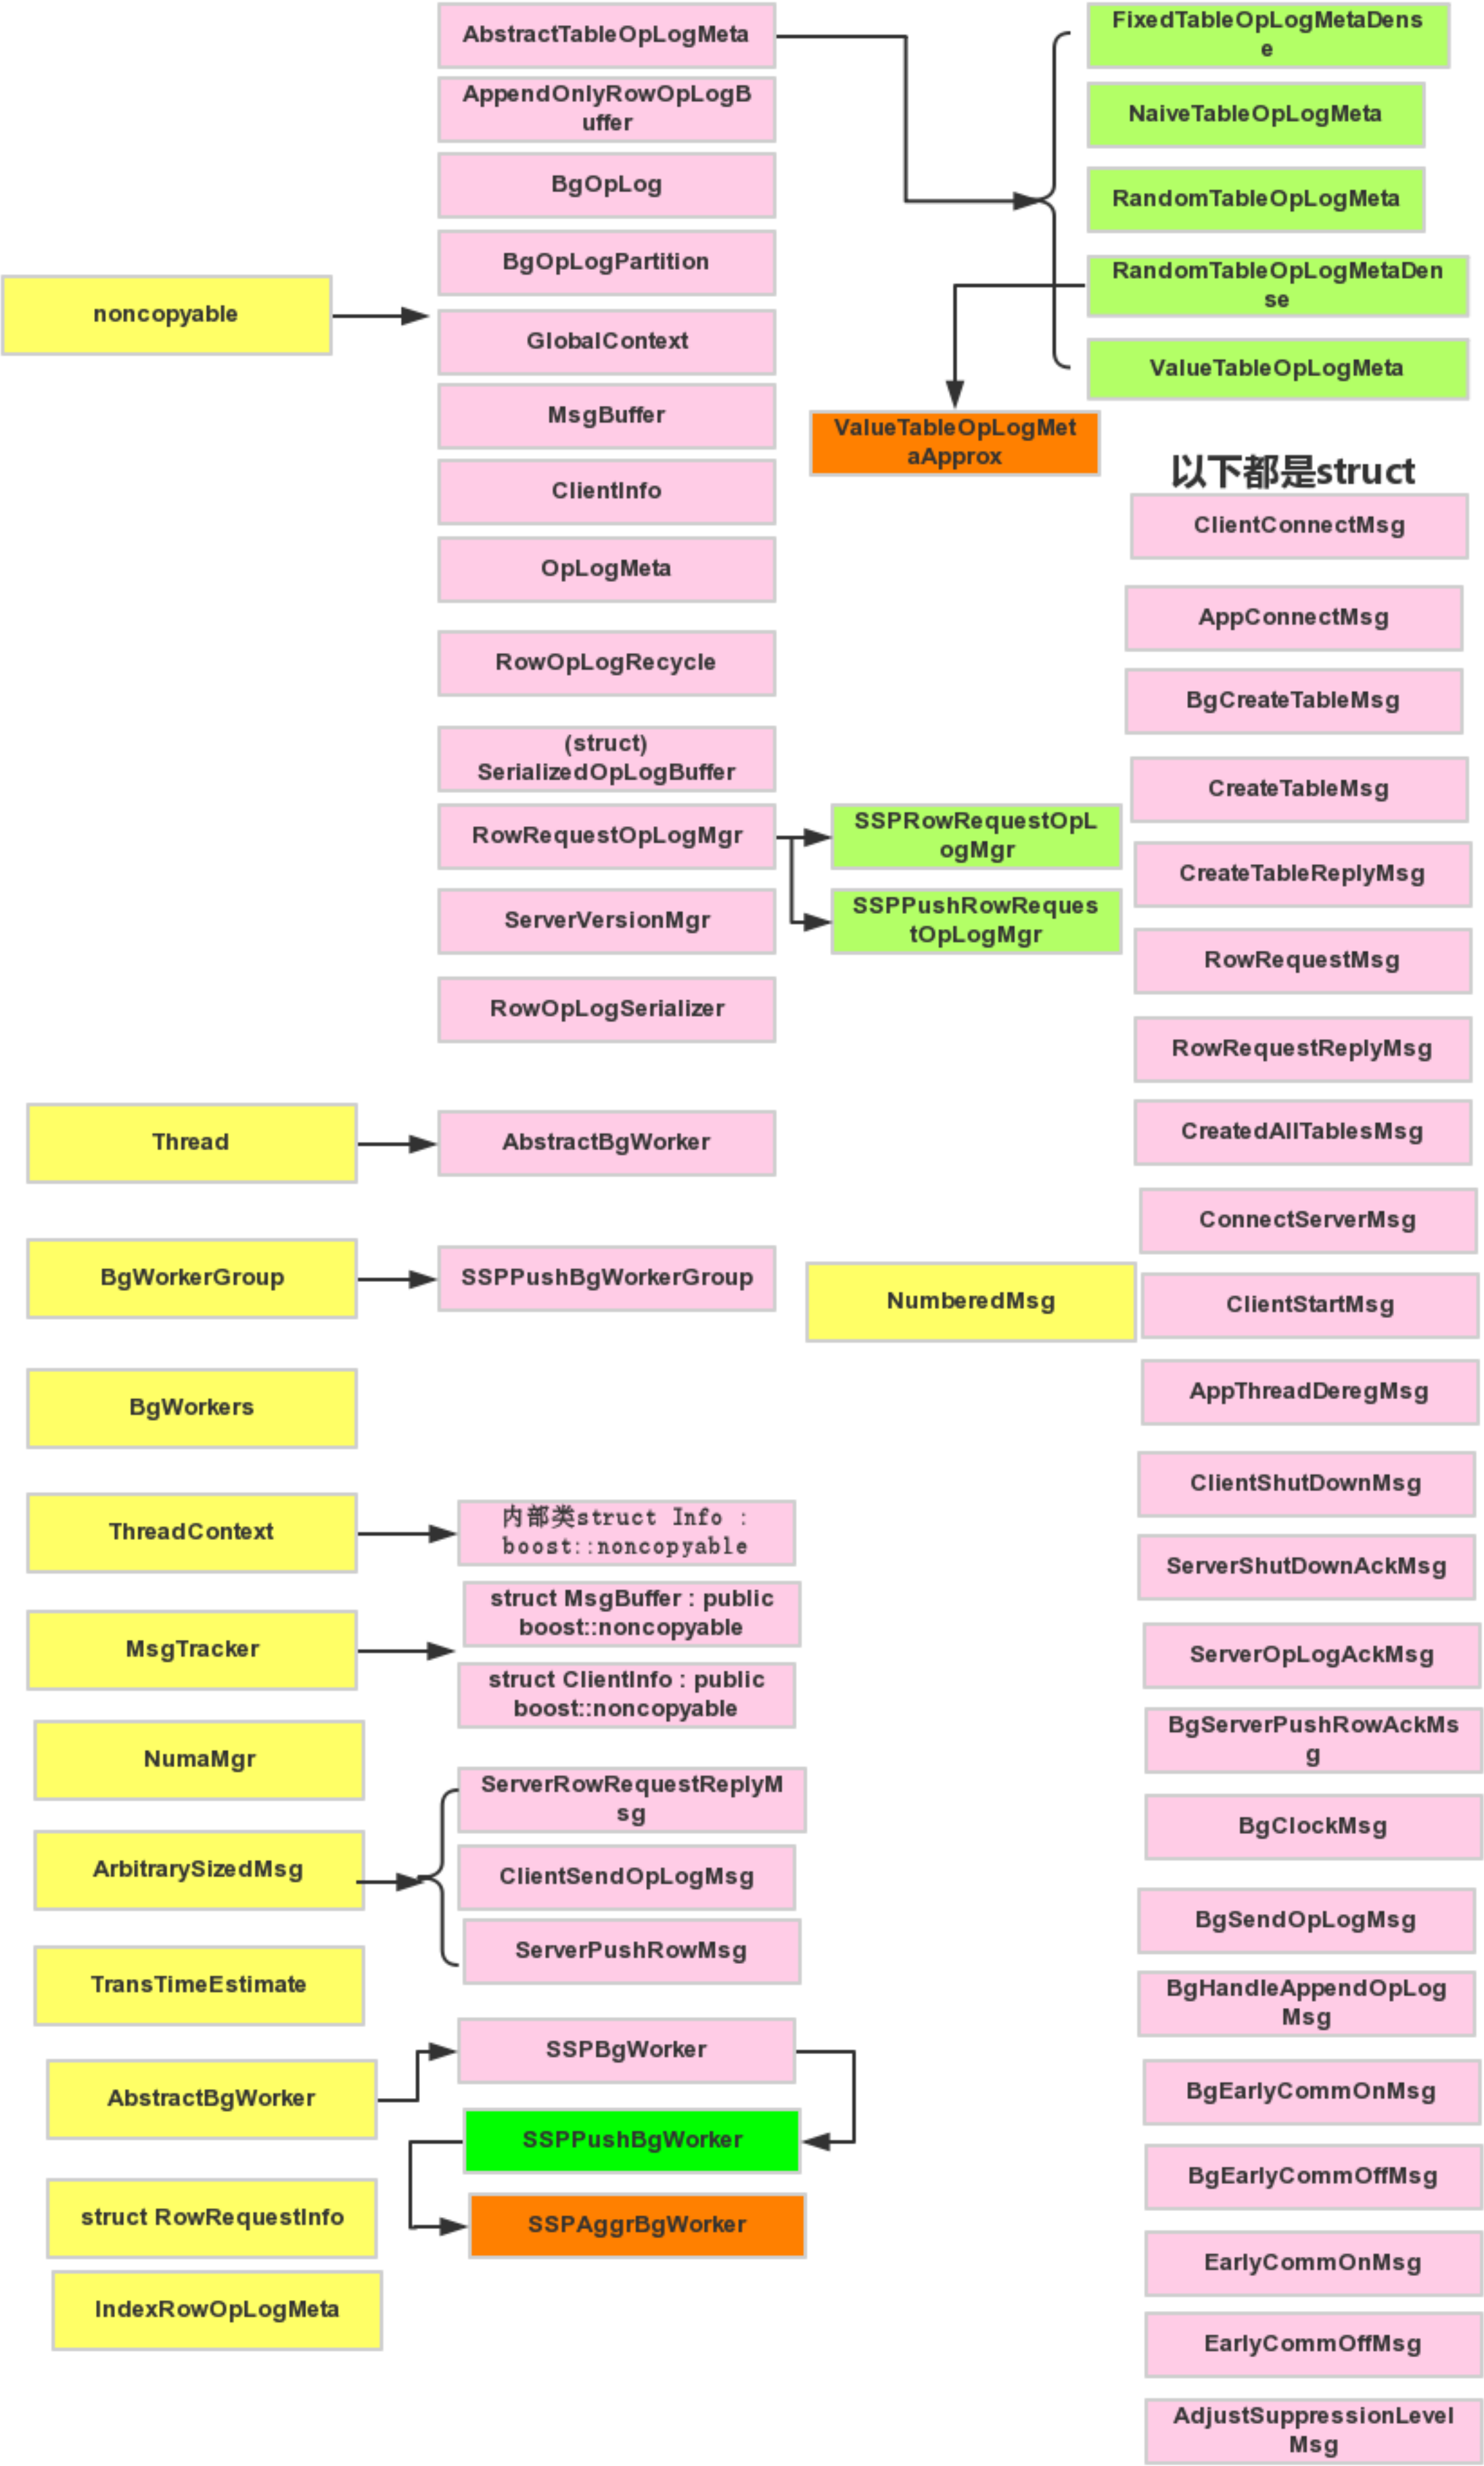 noncopyable
AbstractTableOpLogMeta
AppendOnlyRowOpLogB
uffer
BgOpLog
BgOpLogPartition
GlobalContext
MsgBuffer
ClientInfo
OpLogMeta
RowOpLogRecycle
(struct)
SerializedOpLogBuffer
RowRequestOpLogMgr
ServerVersionMgr
RowOpLogSerializer
FixedTableOpLogMetaDens
e
NaiveTableOpLogMeta
RandomTableOpLogMeta
RandomTableOpLogMetaDen
se
ValueTableOpLogMeta
ValueTableOpLogMet
aApprox
SSPRowRequestOpL
ogMgr
SSPPushRowReques
tOpLogMgr
Thread
AbstractBgWorker
BgWorkerGroup
SSPPushBgWorkerGroup
BgWorkers
ThreadContext
内部类struct Info :
boost::noncopyable
MsgTracker
struct MsgBuffer : public
boost::noncopyable
struct ClientInfo : public
boost::noncopyable
NumaMgr
ArbitrarySizedMsg
ServerRowRequestReplyM
sg
ClientSendOpLogMsg
ServerPushRowMsg
TransTimeEstimate
AbstractBgWorker
SSPBgWorker
SSPPushBgWorker
SSPAggrBgWorker
struct RowRequestInfo
IndexRowOpLogMeta
NumberedMsg
以下都是struct
ClientConnectMsg
AppConnectMsg
BgCreateTableMsg
CreateTableMsg
CreateTableReplyMsg
RowRequestMsg
RowRequestReplyMsg
CreatedAllTablesMsg
ConnectServerMsg
ClientStartMsg
AppThreadDeregMsg
ClientShutDownMsg
ServerShutDownAckMsg
ServerOpLogAckMsg
BgServerPushRowAckMs
g
BgClockMsg
BgSendOpLogMsg
BgHandleAppendOpLog
Msg
BgEarlyCommOnMsg
BgEarlyCommOffMsg
EarlyCommOnMsg
EarlyCommOffMsg
AdjustSuppressionLevel
Msg